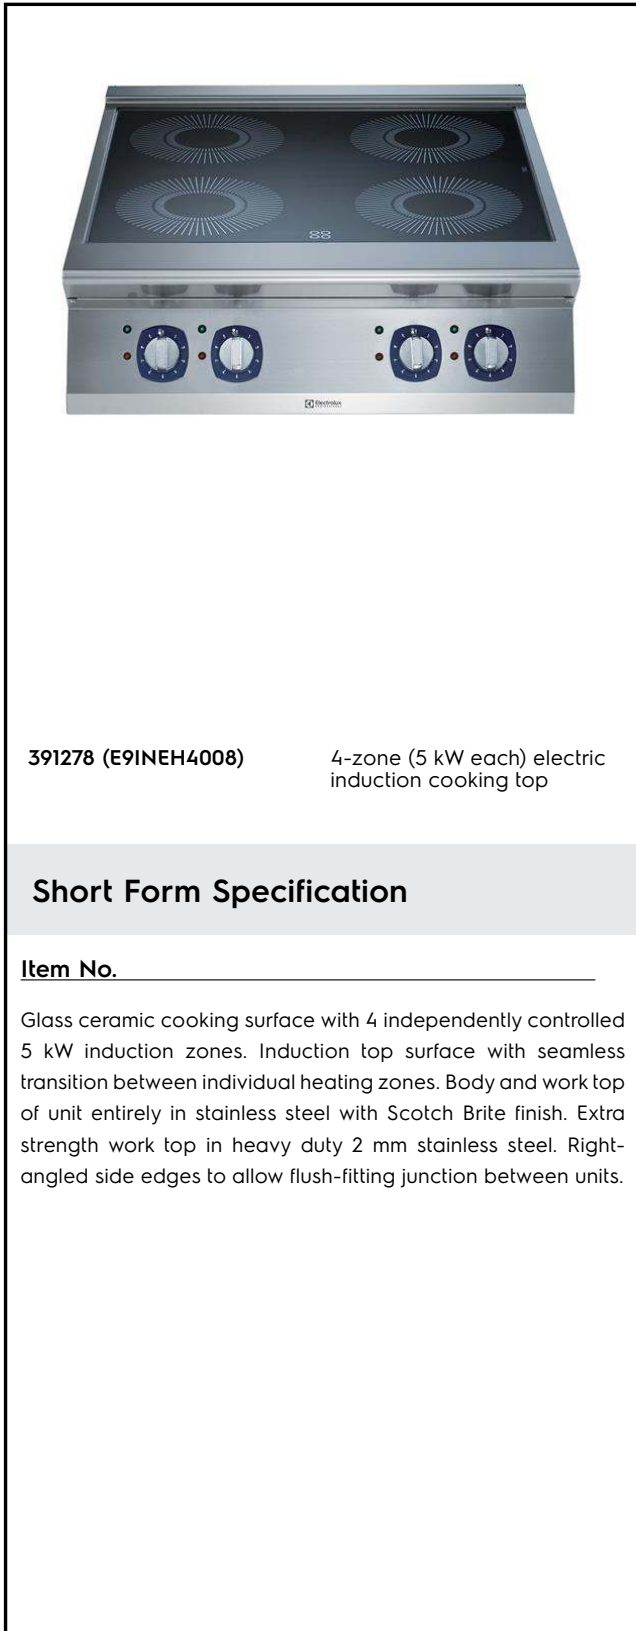 Electrolux
PROFESSIONAL
391278 (E9INEH4008)
4-zone (5 kW each) electric
induction cooking top
Short Form Specification
Item No.
Glass ceramic cooking surface with 4 independently controlled
5 kW induction zones. Induction top surface with seamless
transition between individual heating zones. Body and work top
of unit entirely in stainless steel with Scotch Brite finish. Extra
strength work top in heavy duty 2 mm stainless steel. Right-
angled side edges to allow flush-fitting junction between units.